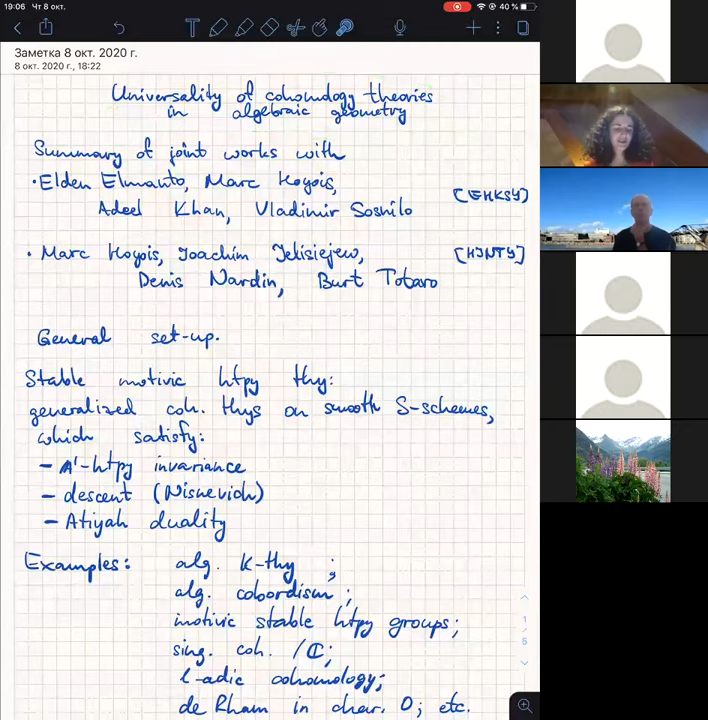 19:06 Чт 8 окт.
40 %
Заметка 8 окт. 2020 г.
8 окт. 2020 г., 18:22
Universality of cohomology theories
in algebraic geometry
Summary of joint works with
• Elden Elmanto, Marc Hoyois,
Adeel Khan, Vladimir Sosnilo
[EHKSY]
• Marc Hoyois, Joachim Jelisiejew,
Denis Nardin, Burt Totaro
[HJNTY]
General set-up.
Stable motivic htpy thy:
generalized coh. thys on smooth S-schemes,
which satisfy:
- A¹-htpy invariance
- descent (Nisnevich)
- Atiyah duality
Examples: alg. K-thy ;
alg. cobordism ;
motivic stable htpy groups;
sing. coh. /ℂ;
l-adic cohomology;
de Rham in char. 0; etc.
1
5